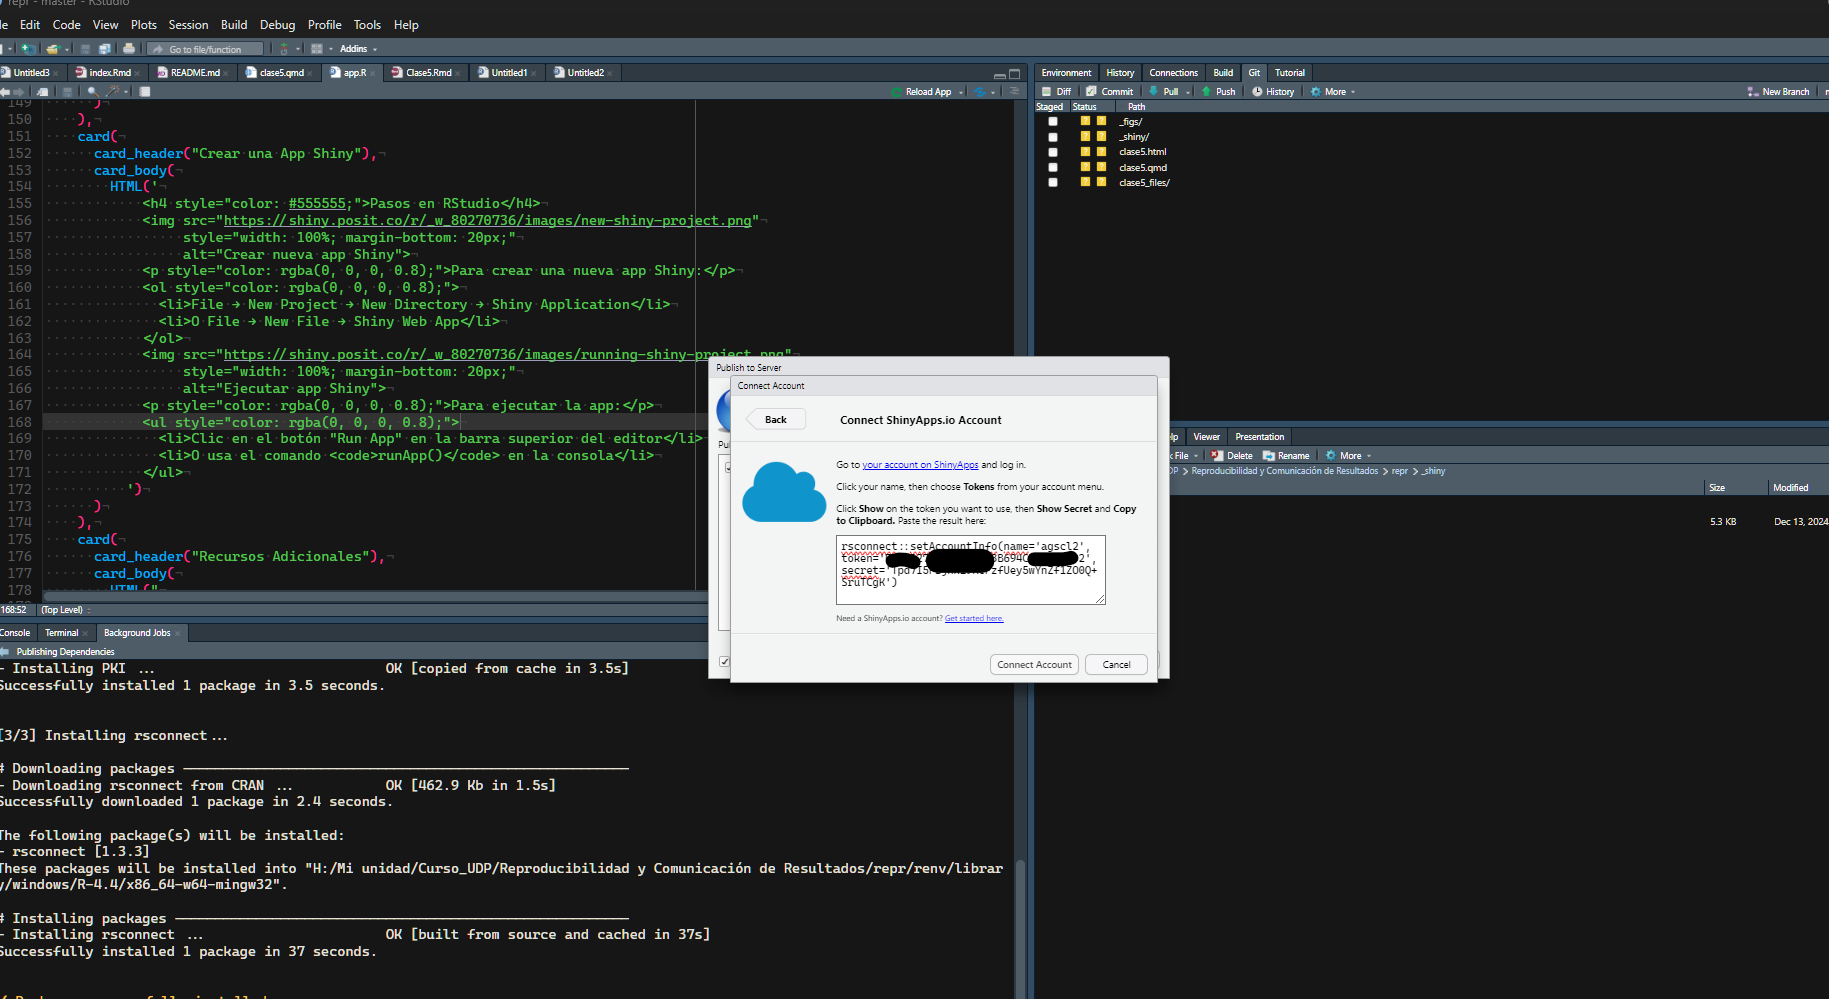 repr - master - RStudio
Edit Code View Plots Session Build Debug Profile Tools Help
Go to file/function Addins
Untitled3 index.Rmd README.md clase5.qmd app.R Clase5.Rmd Untitled1 Untitled2
Reload App
149 )
150 ),
151 card(
152 card_header("Crear una App Shiny"),
153 card_body(
154 HTML('
155 <h4 style="color: #555555;">Pasos en RStudio</h4>
156 <img src="https://shiny.posit.co/r/_w_80270736/images/new-shiny-project.png"
157 style="width: 100%; margin-bottom: 20px;"
158 alt="Crear nueva app Shiny">
159 <p style="color: rgba(0, 0, 0, 0.8);">Para crear una nueva app Shiny:</p>
160 <ol style="color: rgba(0, 0, 0, 0.8);">
161 <li>File → New Project → New Directory → Shiny Application</li>
162 <li>O File → New File → Shiny Web App</li>
163 </ol>
164 <img src="https://shiny.posit.co/r/_w_80270736/images/running-shiny-project.png"
165 style="width: 100%; margin-bottom: 20px;"
166 alt="Ejecutar app Shiny">
167 <p style="color: rgba(0, 0, 0, 0.8);">Para ejecutar la app:</p>
168 <ul style="color: rgba(0, 0, 0, 0.8);">
169 <li>Clic en el botón "Run App" en la barra superior del editor</li>
170 <li>O usa el comando <code>runApp()</code> en la consola</li>
171 </ul>
172 ')
173 )
174 ),
175 card(
176 card_header("Recursos Adicionales"),
177 card_body(
178 HTML("
168:52 (Top Level)
Console Terminal Background Jobs
Publishing Dependencies
- Installing PKI ... OK [copied from cache in 3.5s]
Successfully installed 1 package in 3.5 seconds.
[3/3] Installing rsconnect...
# Downloading packages
- Downloading rsconnect from CRAN ... OK [462.9 Kb in 1.5s]
Successfully downloaded 1 package in 2.4 seconds.
The following package(s) will be installed:
- rsconnect [1.3.3]
These packages will be installed into "H:/Mi unidad/Curso_UDP/Reproducibilidad y Comunicación de Resultados/repr/renv/librar
y/windows/R-4.4/x86_64-w64-mingw32".
# Installing packages
- Installing rsconnect ... OK [built from source and cached in 37s]
Successfully installed 1 package in 37 seconds.
Environment History Connections Build Git Tutorial
Diff Commit Pull Push History More New Branch
Staged Status Path
_figs/
_shiny/
clase5.html
clase5.qmd
clase5_files/
Viewer Presentation
File Delete Rename More
Reproducibilidad y Comunicación de Resultados repr _shiny
Size Modified
5.3 KB Dec 13, 2024
Publish to Server
Connect Account
Back
Connect ShinyApps.io Account
Go to your account on ShinyApps and log in.
Click your name, then choose Tokens from your account menu.
Click Show on the token you want to use, then Show Secret and Copy
to Clipboard. Paste the result here:
rsconnect::setAccountInfo(name='agscl2',
token='
secret='
Need a ShinyApps.io account? Get started here.
Connect Account Cancel